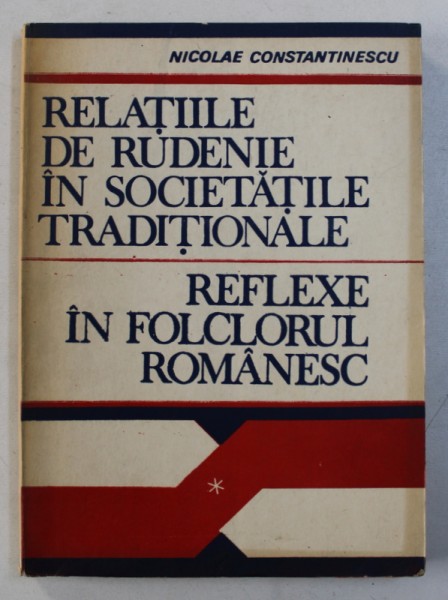 NICOLAE CONSTANTINESCU
RELAȚIILE
DE RUDENIE
ÎN SOCIETĂȚILE
TRADIȚIONALE
REFLEXE
ÎN FOLCLORUL
ROMÂNESC